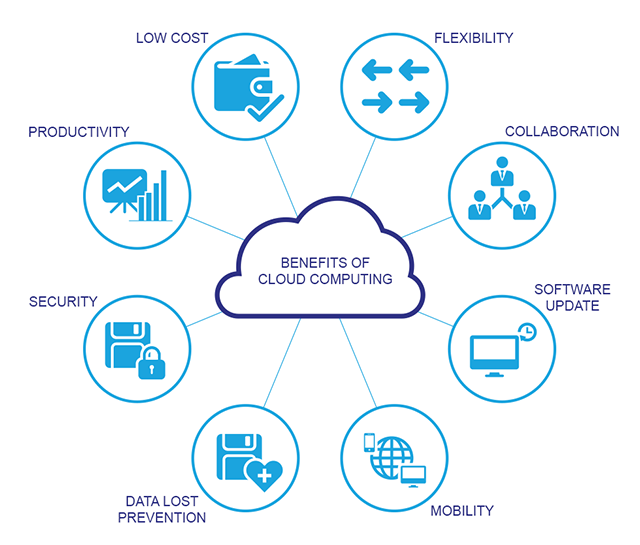 LOW COST
FLEXIBILITY
PRODUCTIVITY
COLLABORATION
BENEFITS OF
CLOUD COMPUTING
SECURITY
SOFTWARE
UPDATE
DATA LOST
PREVENTION
MOBILITY